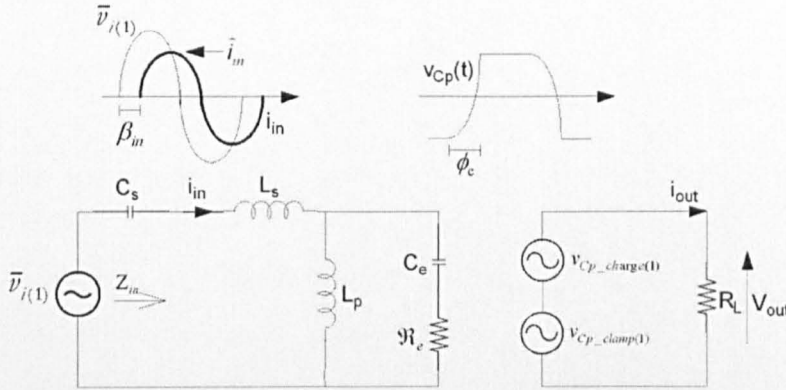 v̄i(1)
îin
vCp(t)
iin
βin
ϕc
Cs
iin
Ls
iout
v̄i(1)
Zin
Lp
Ce
ℜe
vCp_charge(1)
vCp_clamp(1)
RL
Vout